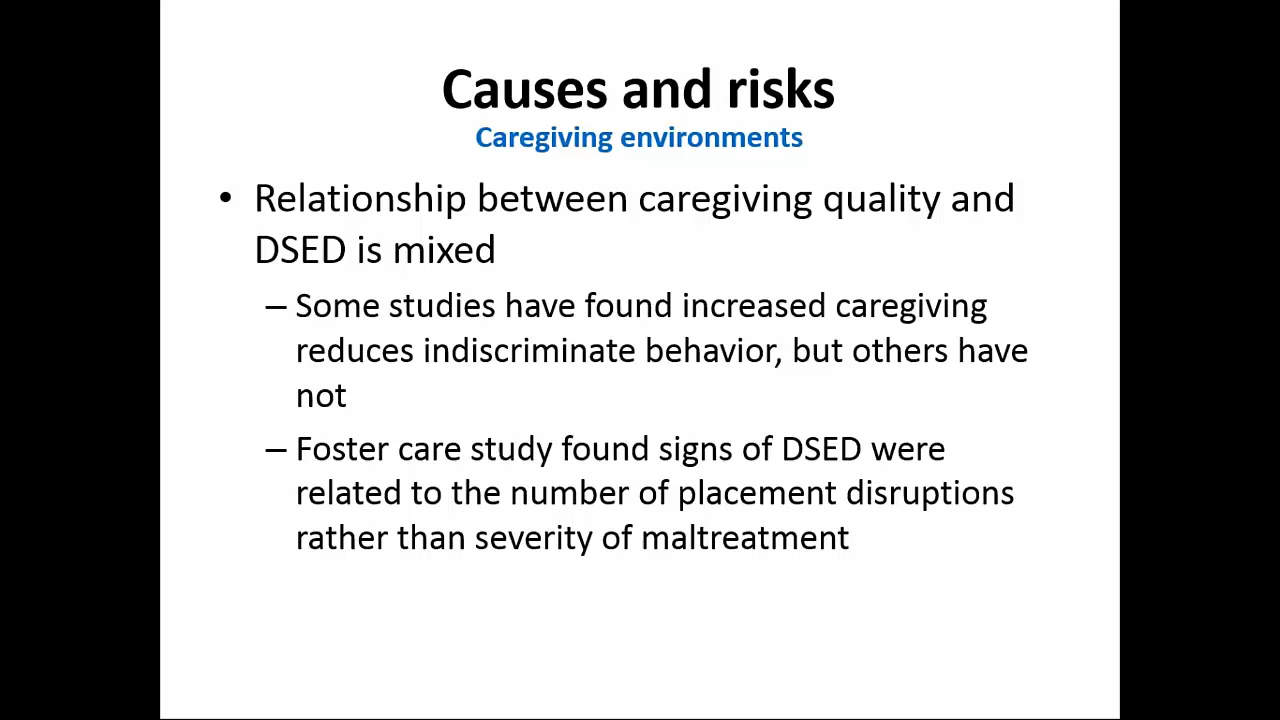 Causes and risks
Caregiving environments
• Relationship between caregiving quality and
DSED is mixed
– Some studies have found increased caregiving
reduces indiscriminate behavior, but others have
not
– Foster care study found signs of DSED were
related to the number of placement disruptions
rather than severity of maltreatment